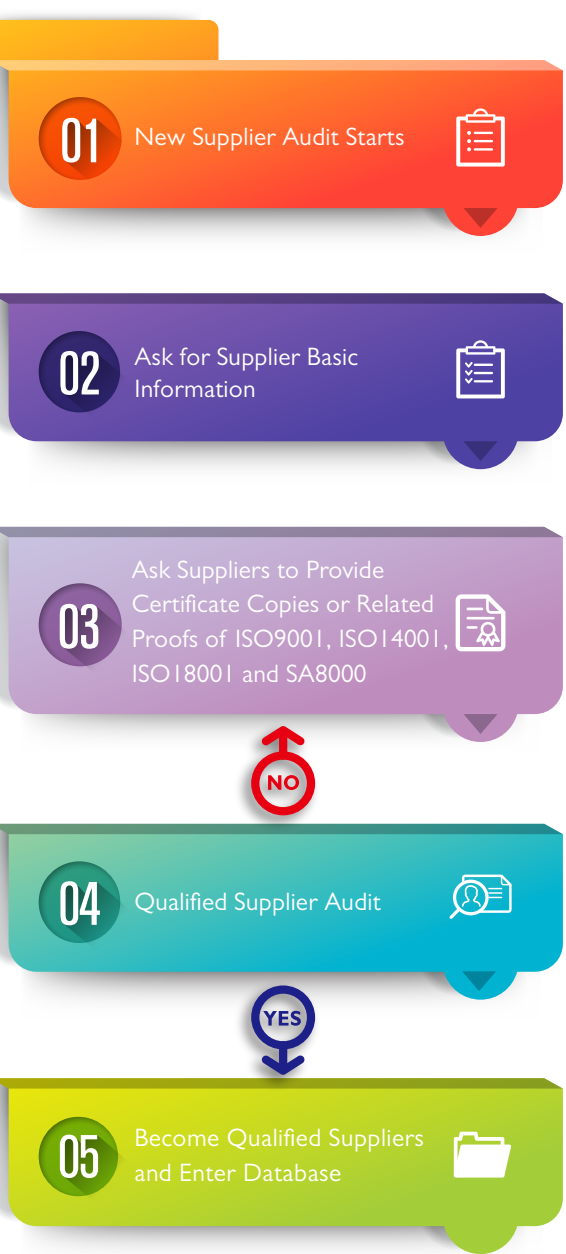 01
New Supplier Audit Starts
02
Ask for Supplier Basic
Information
03
Ask Suppliers to Provide
Certificate Copies or Related
Proofs of ISO9001, ISO14001,
ISO18001 and SA8000
NO
04
Qualified Supplier Audit
YES
05
Become Qualified Suppliers
and Enter Database